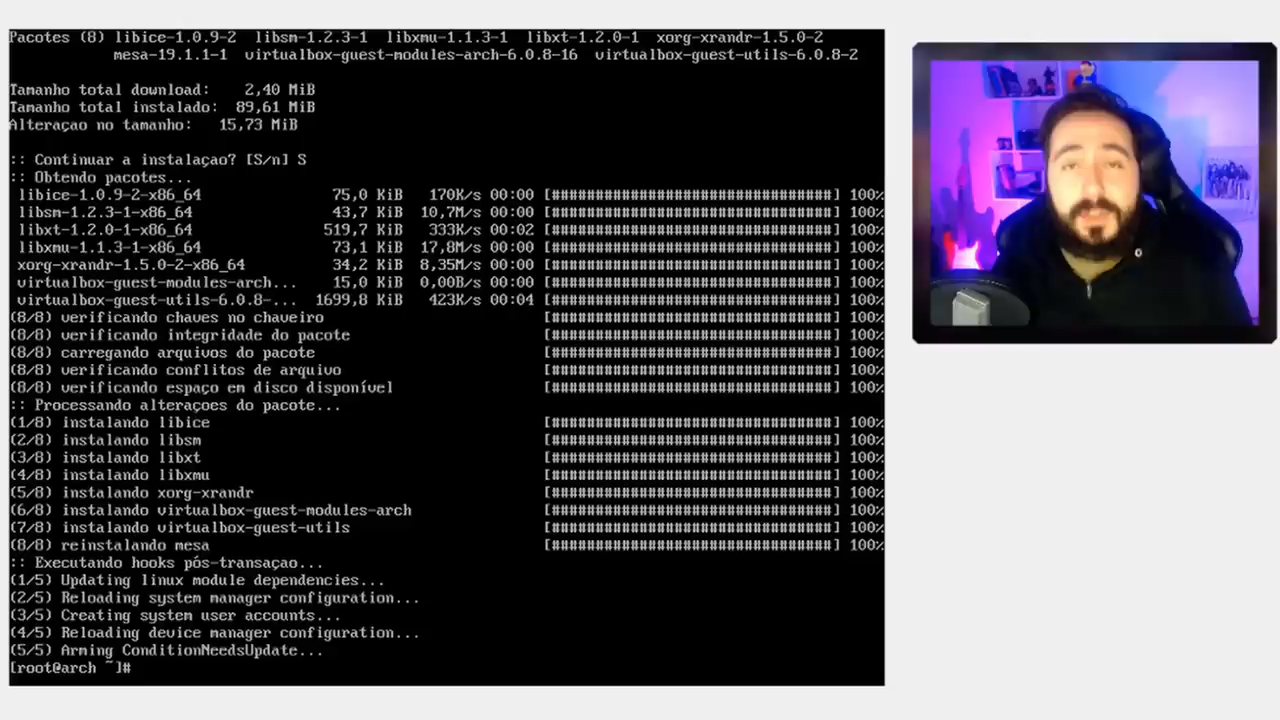 Pacotes (8) libice-1.0.9-2  libsm-1.2.3-1  libxmu-1.1.3-1  libxt-1.2.0-1  xorg-xrandr-1.5.0-2
mesa-19.1.1-1  virtualbox-guest-modules-arch-6.0.8-16  virtualbox-guest-utils-6.0.8-2
Tamanho total download:    2,40 MiB
Tamanho total instalado:  89,61 MiB
Alteraçao no tamanho:   15,73 MiB
:: Continuar a instalaçao? [S/n] S
:: Obtendo pacotes...
libice-1.0.9-2-x86_64  75,0 KiB  170K/s 00:00 [################################] 100%
libsm-1.2.3-1-x86_64  43,7 KiB  10,7M/s 00:00 [################################] 100%
libxt-1.2.0-1-x86_64  519,7 KiB  333K/s 00:02 [################################] 100%
libxmu-1.1.3-1-x86_64  73,1 KiB  17,8M/s 00:00 [################################] 100%
xorg-xrandr-1.5.0-2-x86_64  34,2 KiB  8,35M/s 00:00 [################################] 100%
virtualbox-guest-modules-arch...  15,0 KiB  0,00B/s 00:00 [################################] 100%
virtualbox-guest-utils-6.0.8-...  1699,8 KiB  423K/s 00:04 [################################] 100%
(8/8) verificando chaves no chaveiro [################################] 100%
(8/8) verificando integridade do pacote [################################] 100%
(8/8) carregando arquivos do pacote [################################] 100%
(8/8) verificando conflitos de arquivo [################################] 100%
(8/8) verificando espaço em disco disponível [################################] 100%
:: Processando alteraçoes do pacote...
(1/8) instalando libice [################################] 100%
(2/8) instalando libsm [################################] 100%
(3/8) instalando libxt [################################] 100%
(4/8) instalando libxmu [################################] 100%
(5/8) instalando xorg-xrandr [################################] 100%
(6/8) instalando virtualbox-guest-modules-arch [################################] 100%
(7/8) instalando virtualbox-guest-utils [################################] 100%
(8/8) reinstalando mesa [################################] 100%
:: Executando hooks pós-transaçao...
(1/5) Updating linux module dependencies...
(2/5) Reloading system manager configuration...
(3/5) Creating system user accounts...
(4/5) Reloading device manager configuration...
(5/5) Arming ConditionNeedsUpdate...
[root@arch ~]#